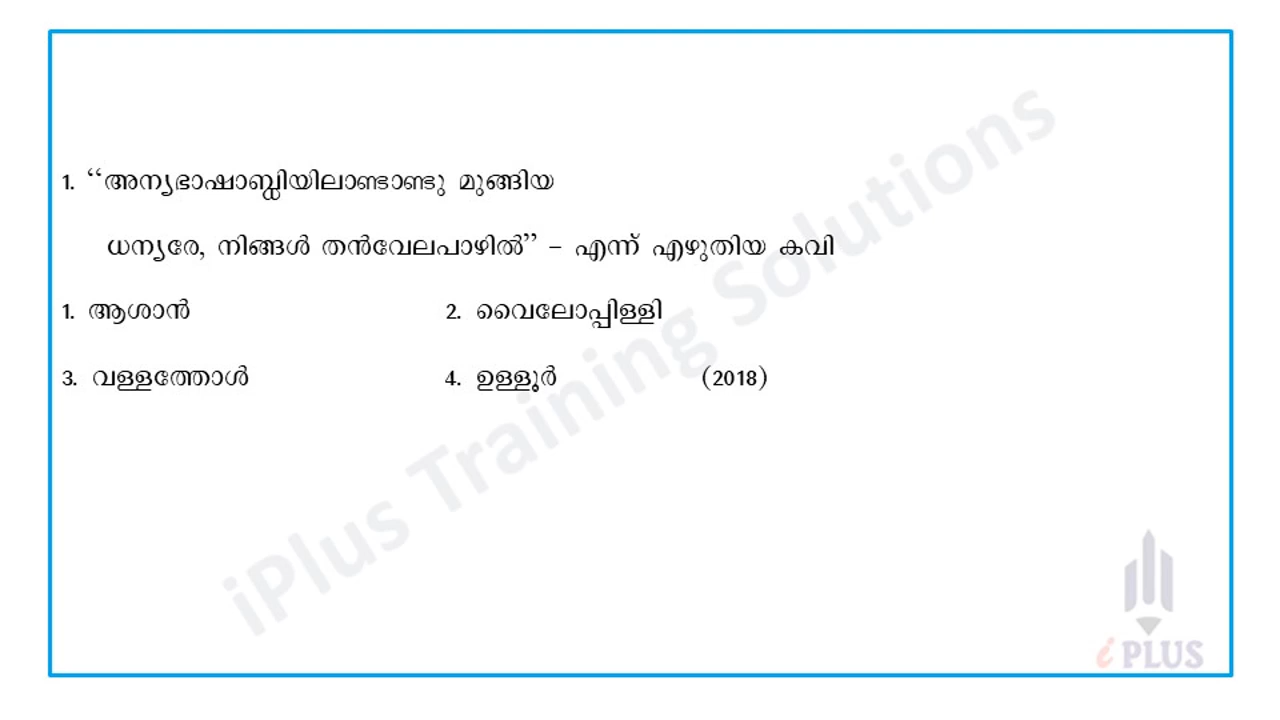 1. “അന്യഭാഷാബ്ധിയിലാണ്ടാണ്ടു മുങ്ങിയ
ധന്യരേ, നിങ്ങൾ തൻവേലപാഴിൽ” – എന്ന് എഴുതിയ കവി
1. ആശാൻ 2. വൈലോപ്പിള്ളി
3. വള്ളത്തോൾ 4. ഉള്ളൂർ (2018)
iPlus Training Solutions
i PLUS